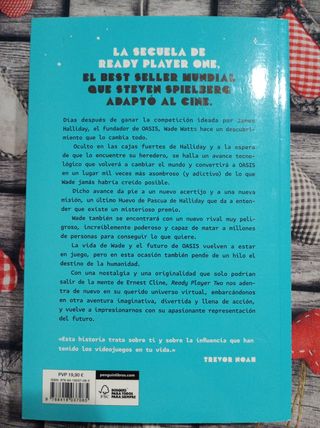 LA SECUELA DE
READY PLAYER ONE,
EL BEST SELLER MUNDIAL
QUE STEVEN SPIELBERG
ADAPTÓ AL CINE.
Días después de ganar la competición ideada por James
Halliday, el fundador de OASIS, Wade Watts hace un descubri-
miento que lo cambia todo.
Oculto en las cajas fuertes de Halliday y a la espera
de que lo encuentre su heredero, se halla un avance tecno-
lógico que volverá a cambiar el mundo y convertirá a OASIS
en un lugar mil veces más asombroso (y adictivo) de lo que
Wade jamás habría creído posible.
Dicho avance da pie a un nuevo acertijo y a una nueva
misión, un último Huevo de Pascua de Halliday que da a enten-
der que existe un misterioso premio.
Wade también se encontrará con un nuevo rival muy peli-
groso, increíblemente poderoso y capaz de matar a millones
de personas para conseguir lo que quiere.
La vida de Wade y el futuro de OASIS vuelven a estar
en juego, pero en esta ocasión también pende de un hilo el
destino de la humanidad.
Con una nostalgia y una originalidad que solo podrían
salir de la mente de Ernest Cline, Ready Player Two nos aden-
tra de nuevo en su querido universo virtual, embarcándonos
en otra aventura imaginativa, divertida y llena de acción,
y vuelve a impresionarnos con su apasionante representación
del futuro.
«Esta historia trata sobre ti y sobre la influencia que han
tenido los videojuegos en tu vida.»
TREVOR NOAH
PVP 19,90 €
penguinlibros.com
FSC
BOSQUES
PARA TODOS
PARA SIEMPRE